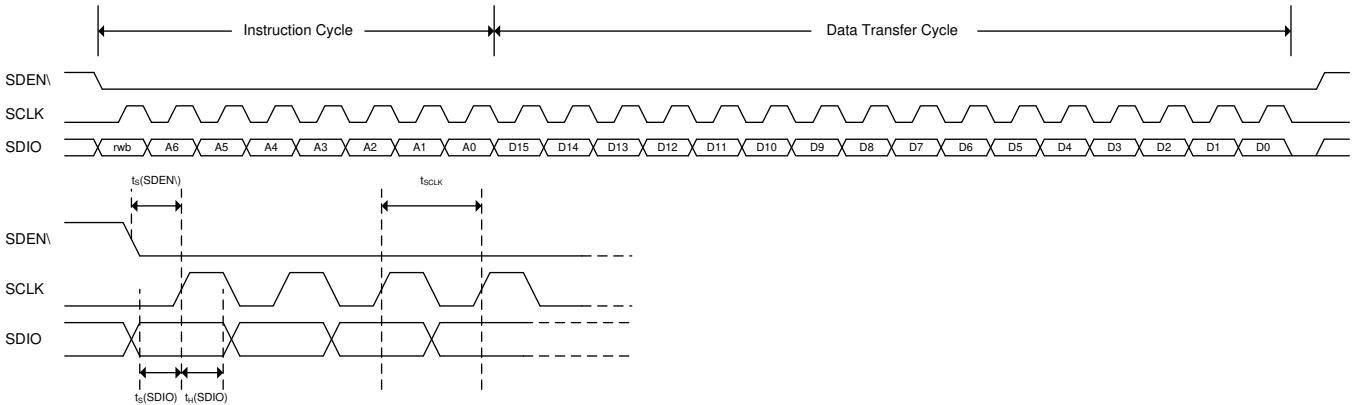 Instruction Cycle Data Transfer Cycle
SDEN\
SCLK
SDIO rwb A6 A5 A4 A3 A2 A1 A0 D15 D14 D13 D12 D11 D10 D9 D8 D7 D6 D5 D4 D3 D2 D1 D0
tS(SDEN\) tSCLK
SDEN\
SCLK
SDIO
tS(SDIO) tH(SDIO)